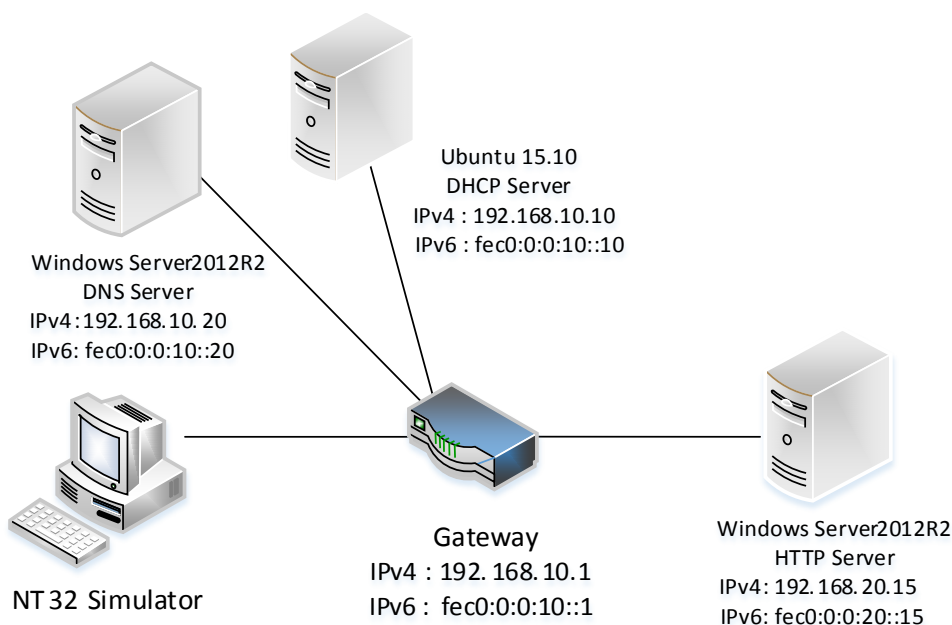 Ubuntu 15.10
DHCP Server
IPv4 : 192.168.10.10
IPv6 : fec0:0:0:10::10
Windows Server2012R2
DNS Server
IPv4:192.168.10.20
IPv6: fec0:0:0:10::20
NT32 Simulator
Gateway
IPv4 : 192.168.10.1
IPv6 : fec0:0:0:10::1
Windows Server2012R2
HTTP Server
IPv4: 192.168.20.15
IPv6: fec0:0:0:20::15